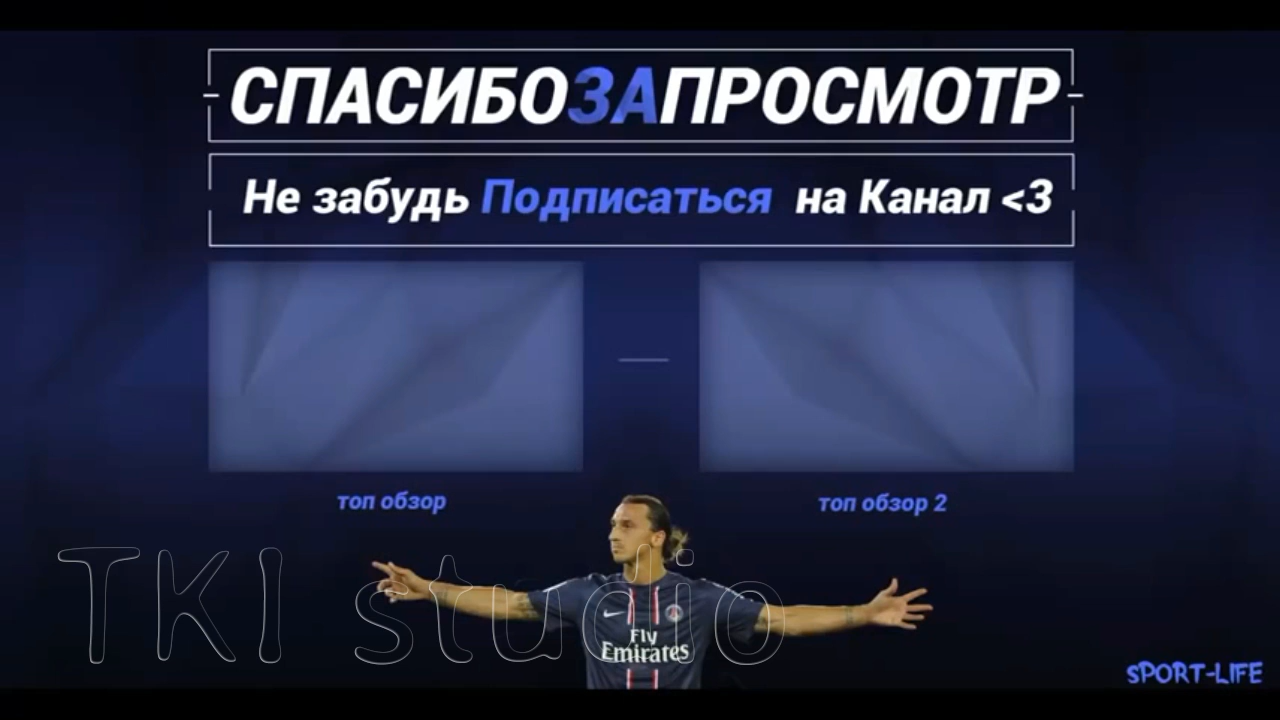 СПАСИБОЗАПРОСМОТР
Не забудь Подписаться на Канал <3
топ обзор
топ обзор 2
TKI studio
Fly
Emirates
SPORT-LIFE